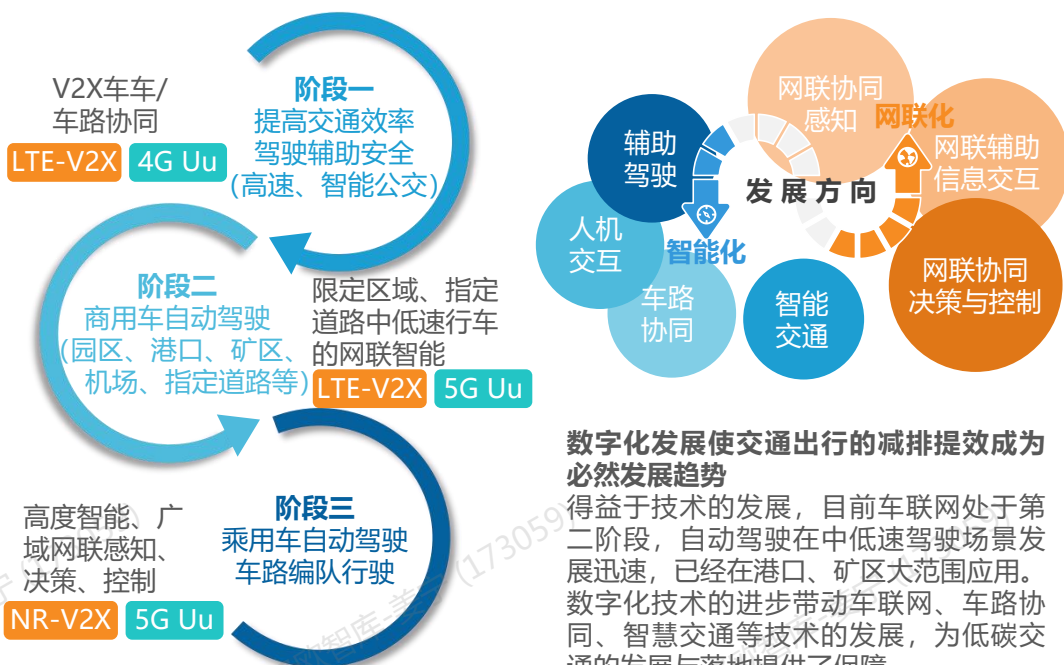 V2X车车/
车路协同
LTE-V2X 4G Uu
阶段一
提高交通效率
驾驶辅助安全
(高速、智能公交)
阶段二
商用车自动驾驶
(园区、港口、矿区、
机场、指定道路等)
限定区域、指定
道路中低速行车
的网联智能
LTE-V2X 5G Uu
高度智能、广
域网联感知、
决策、控制
NR-V2X 5G Uu
阶段三
乘用车自动驾驶
车路编队行驶
网联协同
感知
网联化
网联辅助
信息交互
辅助
驾驶
发展方向
人机
交互
智能化
车路
协同
智能
交通
网联协同
决策与控制
数字化发展使交通出行的减排提效成为
必然发展趋势
得益于技术的发展，目前车联网处于第
二阶段，自动驾驶在中低速驾驶场景发
展迅速，已经在港口、矿区大范围应用。
数字化技术的进步带动车联网、车路协
同、智慧交通等技术的发展，为低碳交
通的发展与落地提供了保障